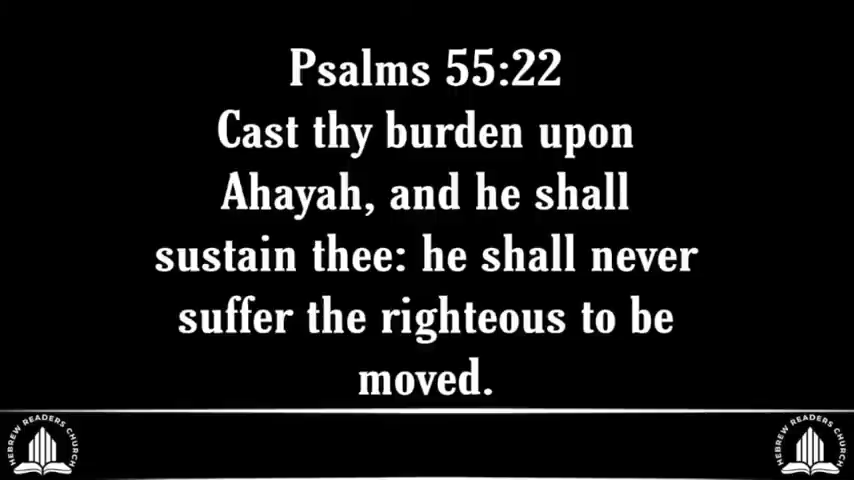 Psalms 55:22
Cast thy burden upon
Ahayah, and he shall
sustain thee: he shall never
suffer the righteous to be
moved.
HEBREW READERS CHURCH
HEBREW READERS CHURCH